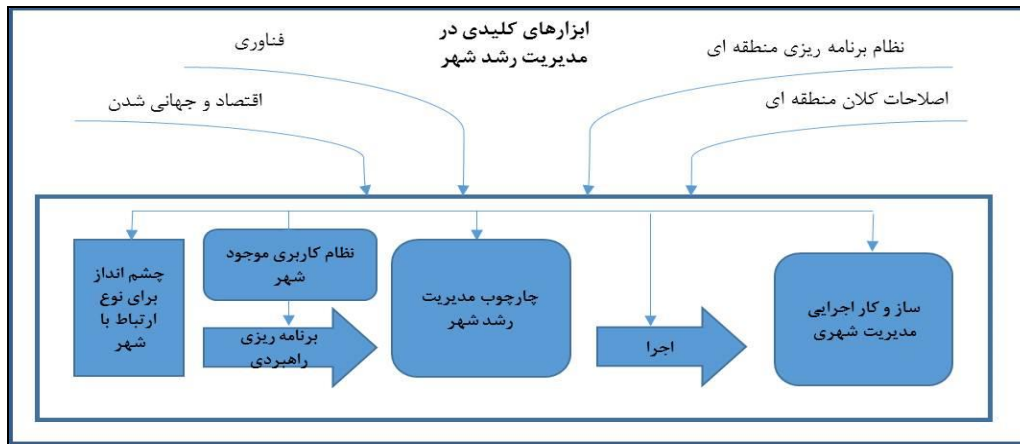 ابزارهای کلیدی در
مدیریت رشد شهر
نظام برنامه ریزی منطقه ای
فناوری
اصلاحات کلان منطقه ای
اقتصاد و جهانی شدن
ساز و کار اجرایی
مدیریت شهری
اجرا
چارچوب مدیریت
رشد شهر
نظام کاربری موجود
شهر
برنامه ریزی
راهبردی
چشم انداز
برای نوع
ارتباط با
شهر